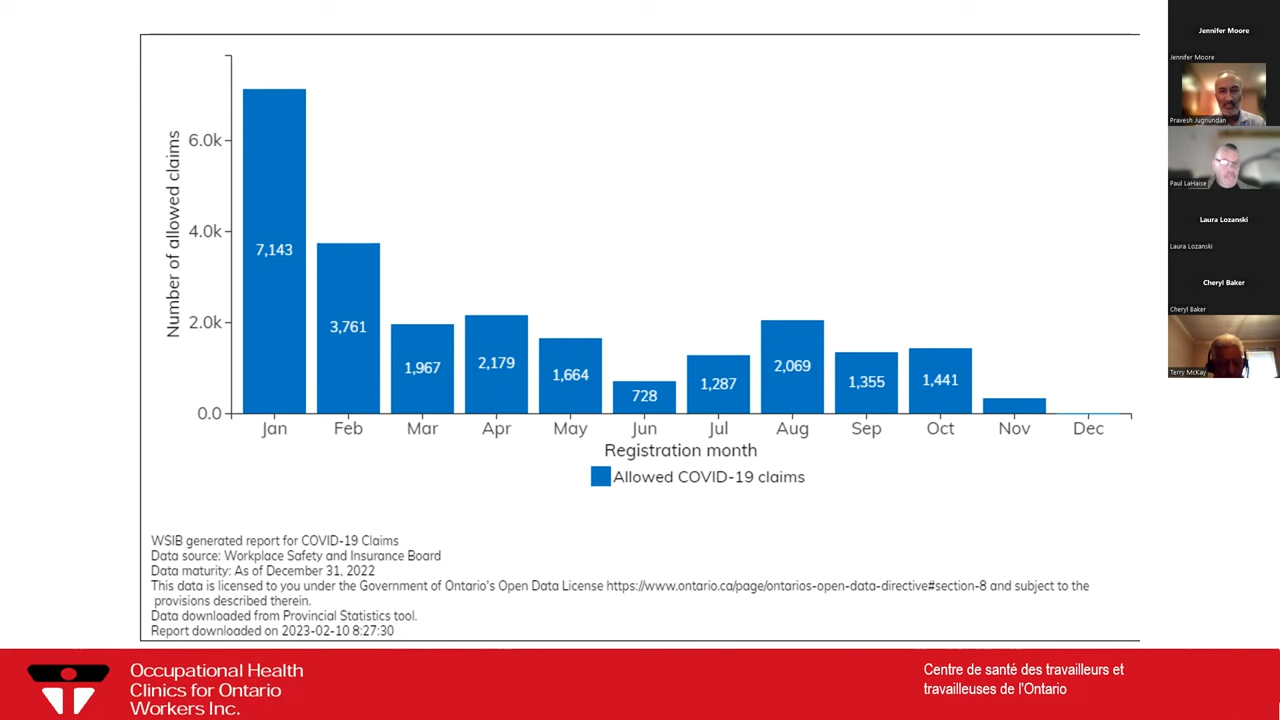 Number of allowed claims
6.0k
4.0k
2.0k
0.0
7,143
3,761
1,967
2,179
1,664
728
1,287
2,069
1,355
1,441
Jan Feb Mar Apr May Jun Jul Aug Sep Oct Nov Dec
Registration month
Allowed COVID-19 claims
WSIB generated report for COVID-19 Claims
Data source: Workplace Safety and Insurance Board
Data maturity: As of December 31, 2022
This data is licensed to you under the Government of Ontario's Open Data License https://www.ontario.ca/page/ontarios-open-data-directive#section-8 and subject to the
provisions described therein.
Data downloaded from Provincial Statistics tool.
Report downloaded on 2023-02-10 8:27:30
Occupational Health
Clinics for Ontario
Workers Inc.
Centre de santé des travailleurs et
travailleuses de l'Ontario
Jennifer Moore
Jennifer Moore
Pravesh Jugnundan
Paul LaHaise
Laura Lozanski
Laura Lozanski
Cheryl Baker
Cheryl Baker
Terry McKay